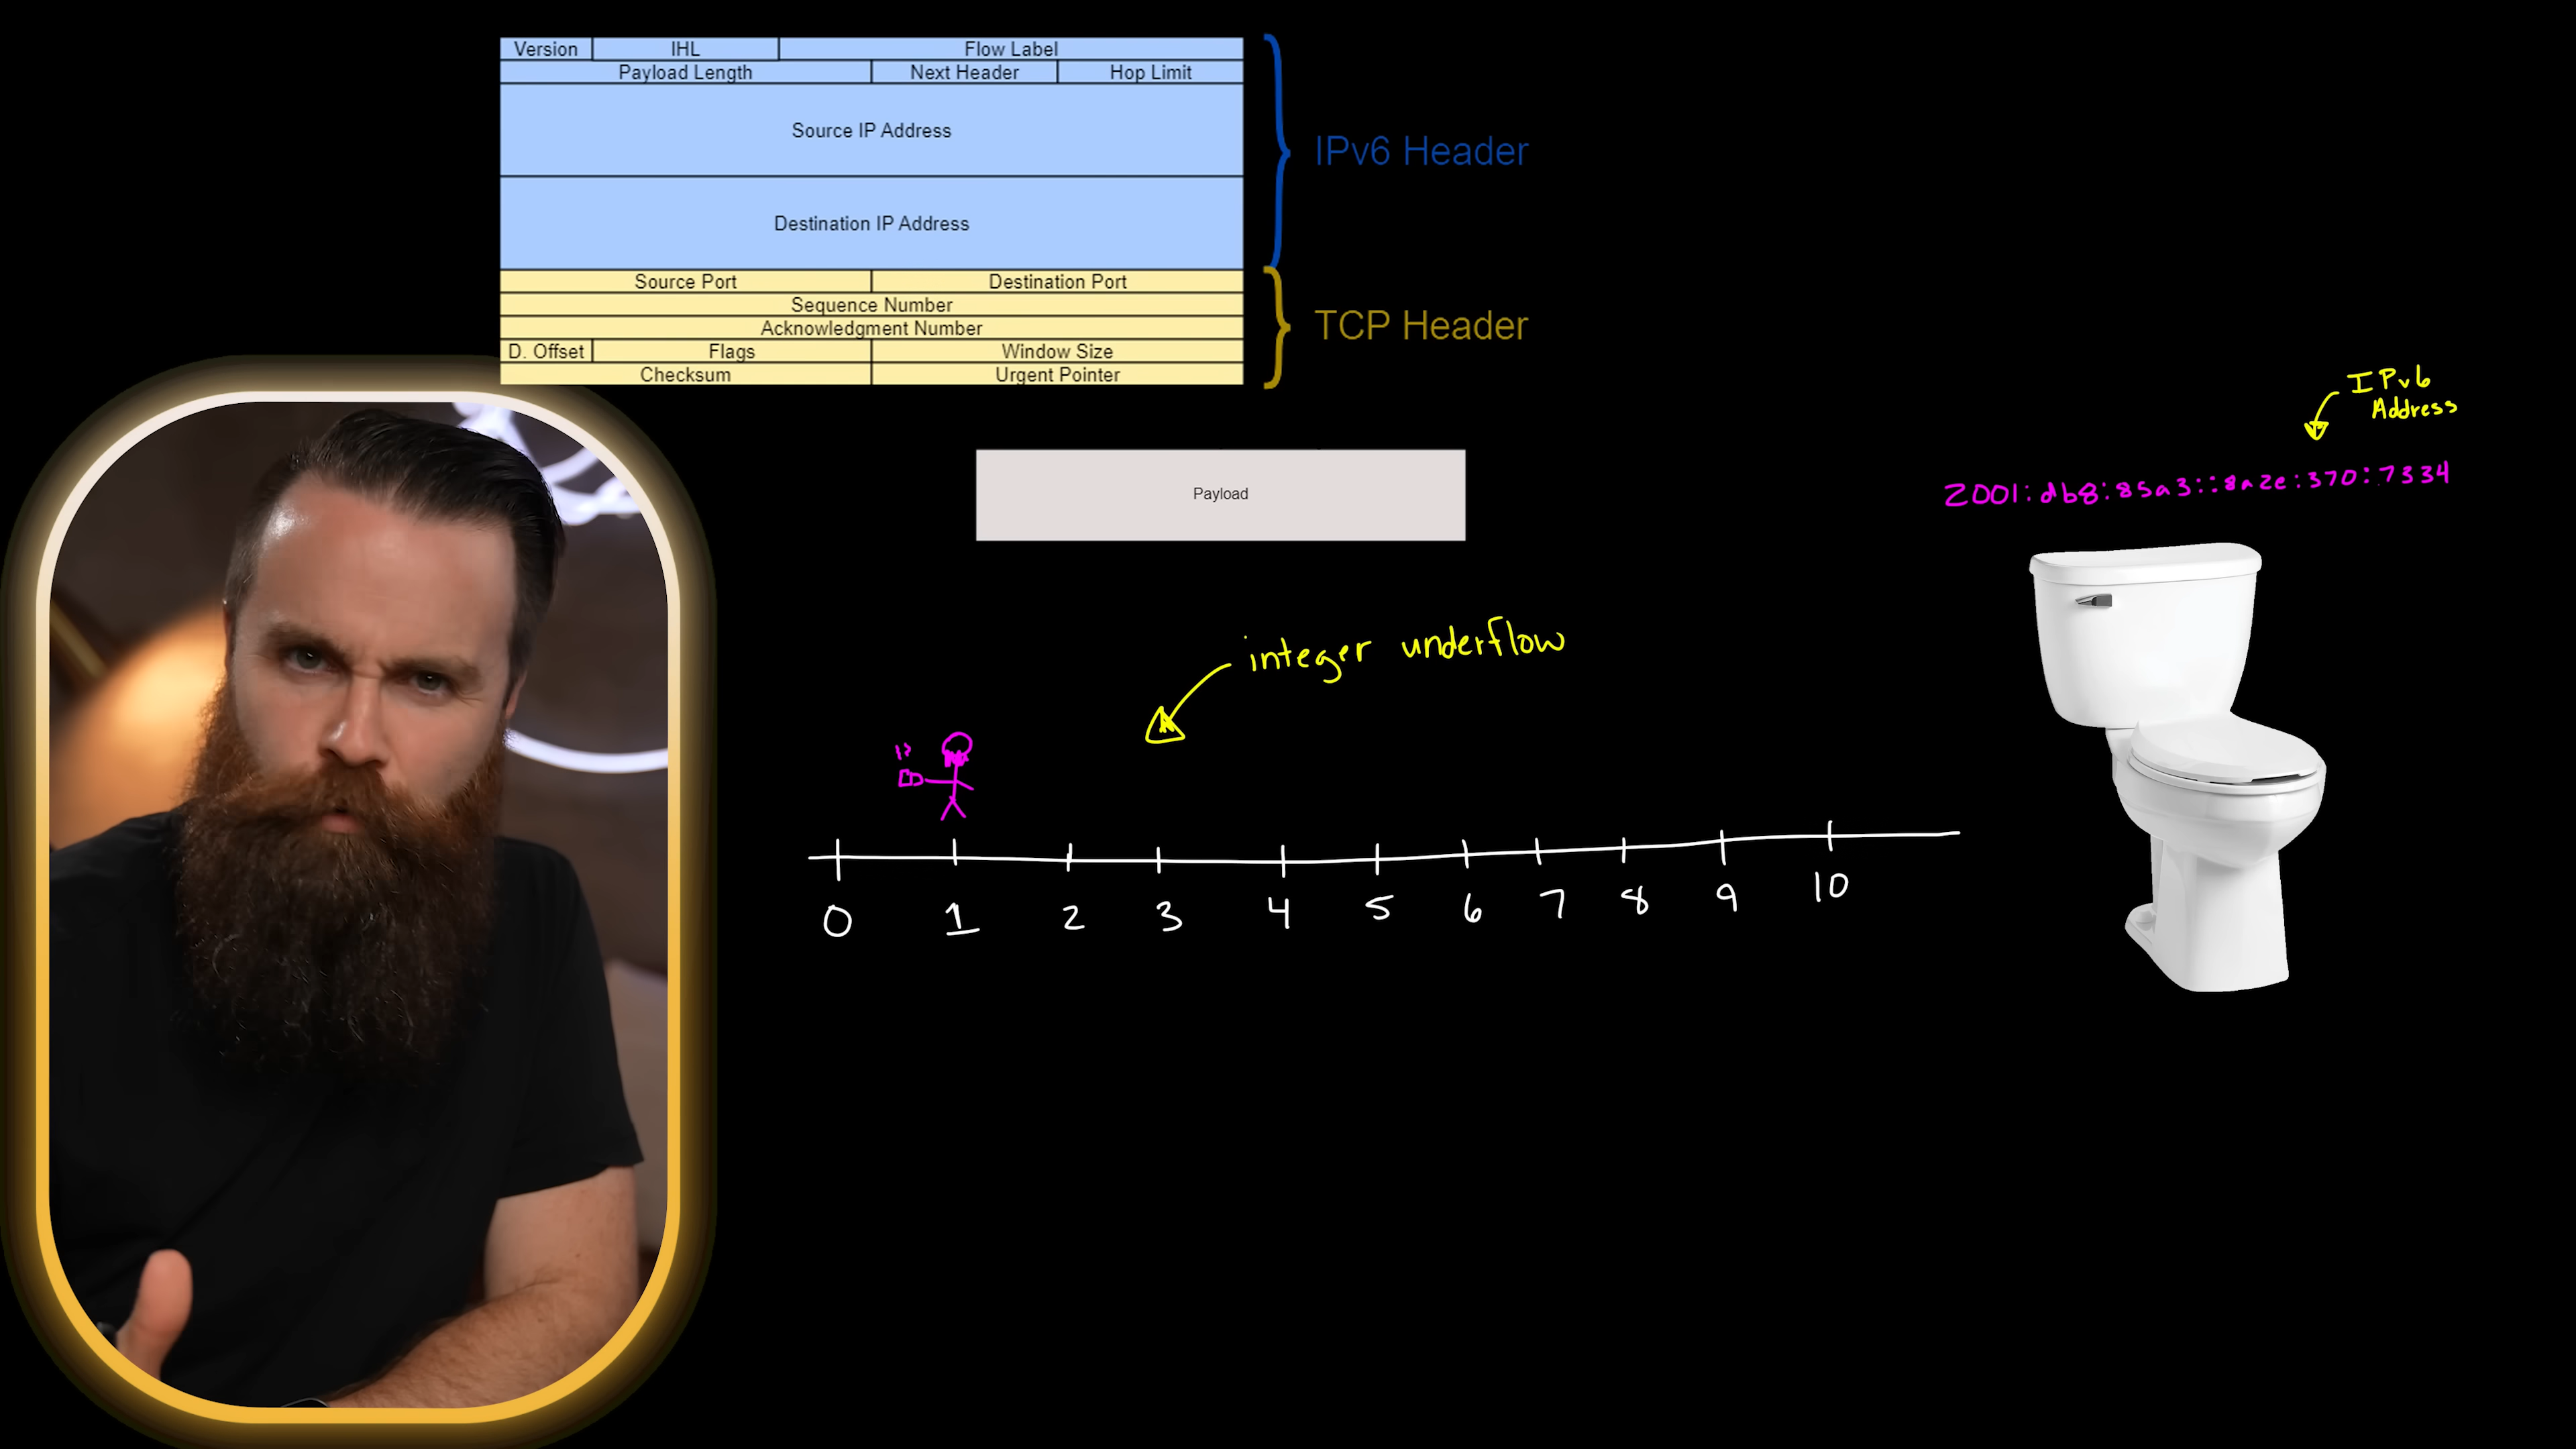 Version IHL Flow Label
Payload Length Next Header Hop Limit
Source IP Address
Destination IP Address
IPv6 Header
Source Port Destination Port
Sequence Number
Acknowledgment Number
D. Offset Flags Window Size
Checksum Urgent Pointer
TCP Header
Payload
IPv6
Address
2001:db8:85a3::8a2e:370:7334
integer underflow
0 1 2 3 4 5 6 7 8 9 10